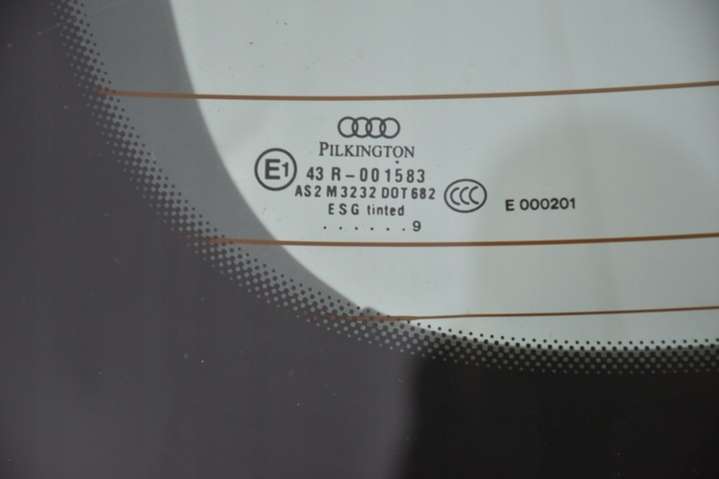 PILKINGTON
E1 43 R-001583
AS2 M3232 DOT682 CCC E 000201
ESG tinted
. . . . . . 9